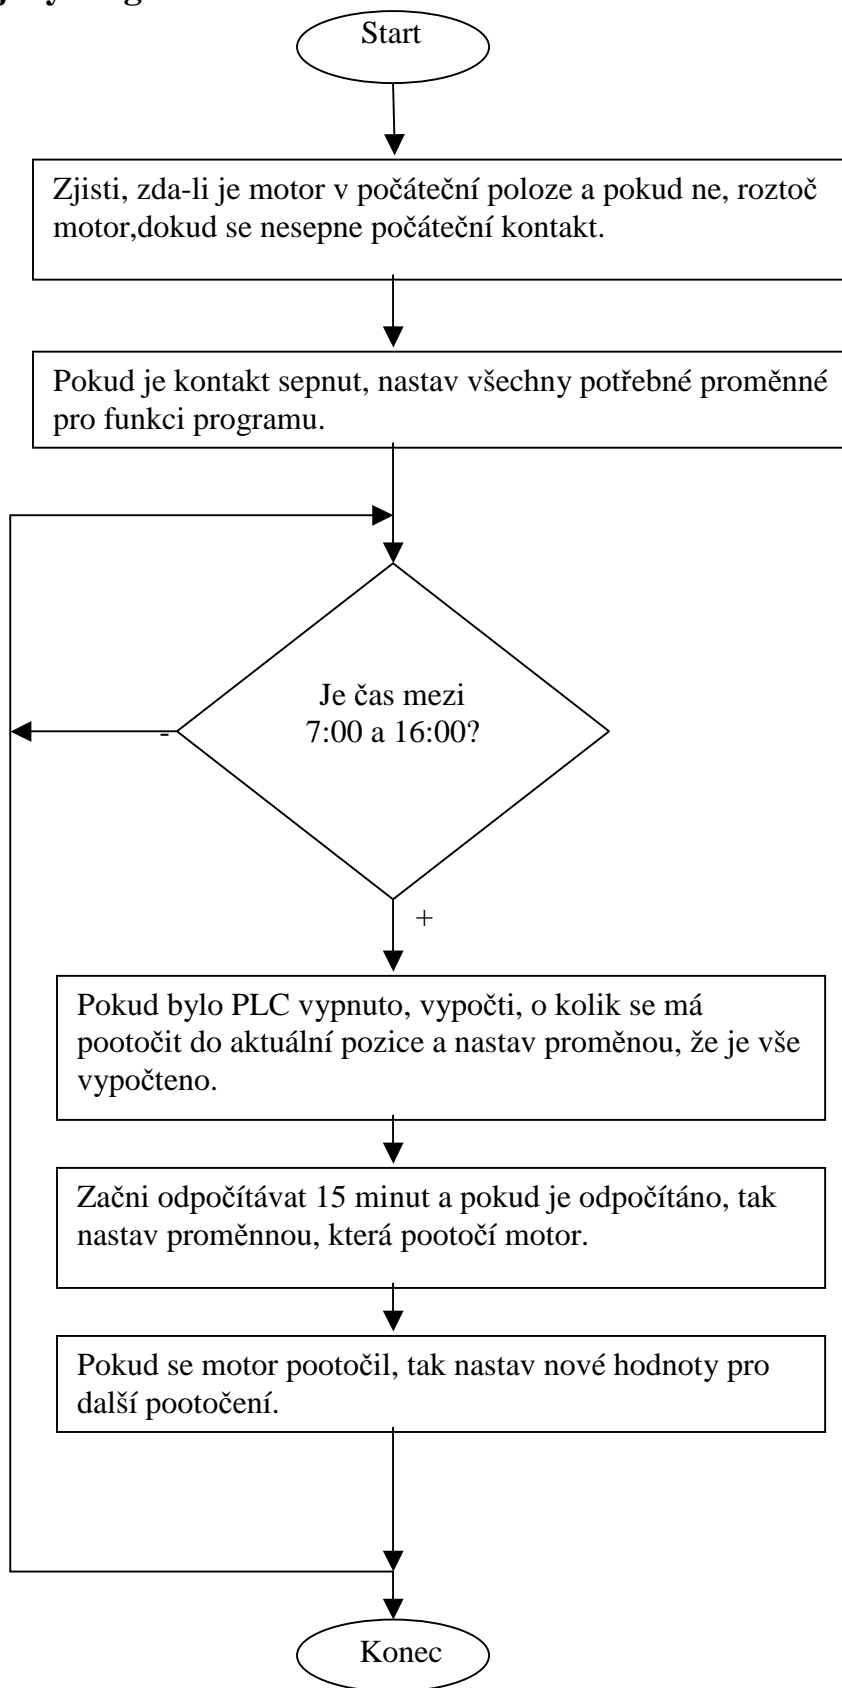 Start
Zjisti, zda-li je motor v počáteční poloze a pokud ne, roztoč
motor,dokud se nesepne počáteční kontakt.
Pokud je kontakt sepnut, nastav všechny potřebné proměnné
pro funkci programu.
Je čas mezi
7:00 a 16:00?
-
+
Pokud bylo PLC vypnuto, vypočti, o kolik se má
pootočit do aktuální pozice a nastav proměnou, že je vše
vypočteno.
Začni odpočítávat 15 minut a pokud je odpočítáno, tak
nastav proměnnou, která pootočí motor.
Pokud se motor pootočil, tak nastav nové hodnoty pro
další pootočení.
Konec